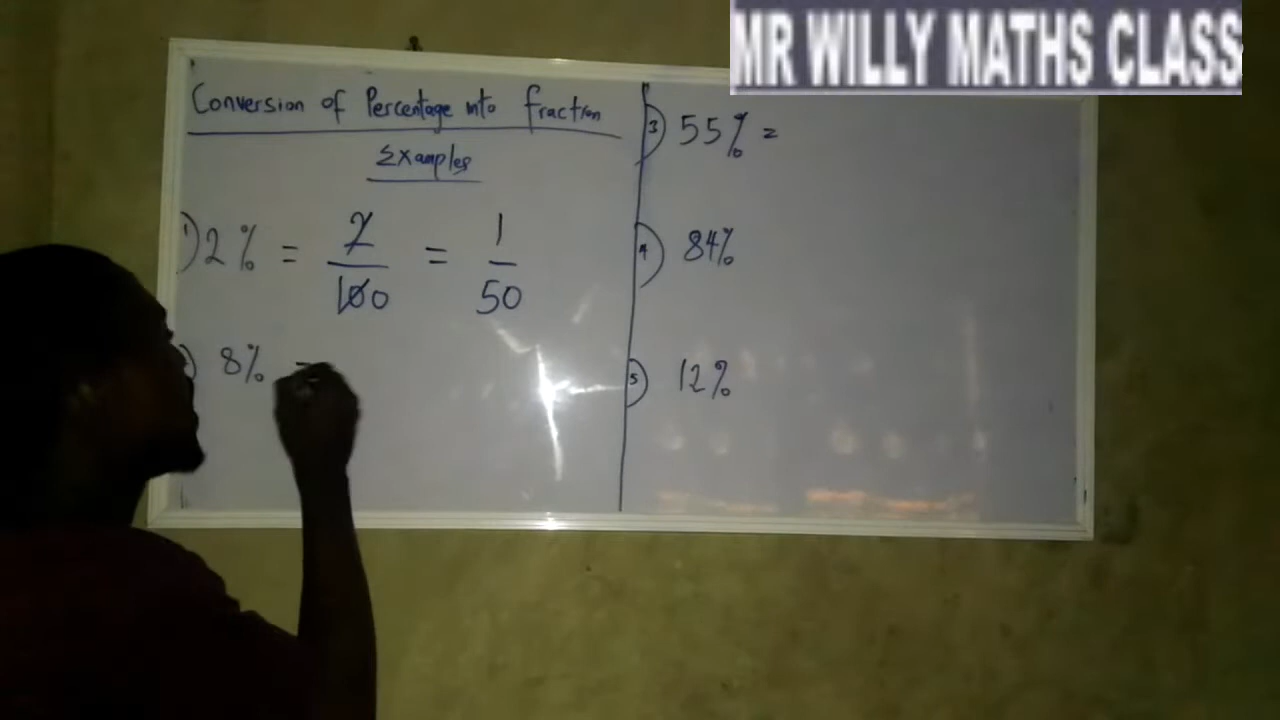 MR WILLY MATHS CLASS
Conversion of Percentage into fraction
Examples
1) 2% = 2/100 = 1/50
8% =
3) 55% =
4) 84%
5) 12%